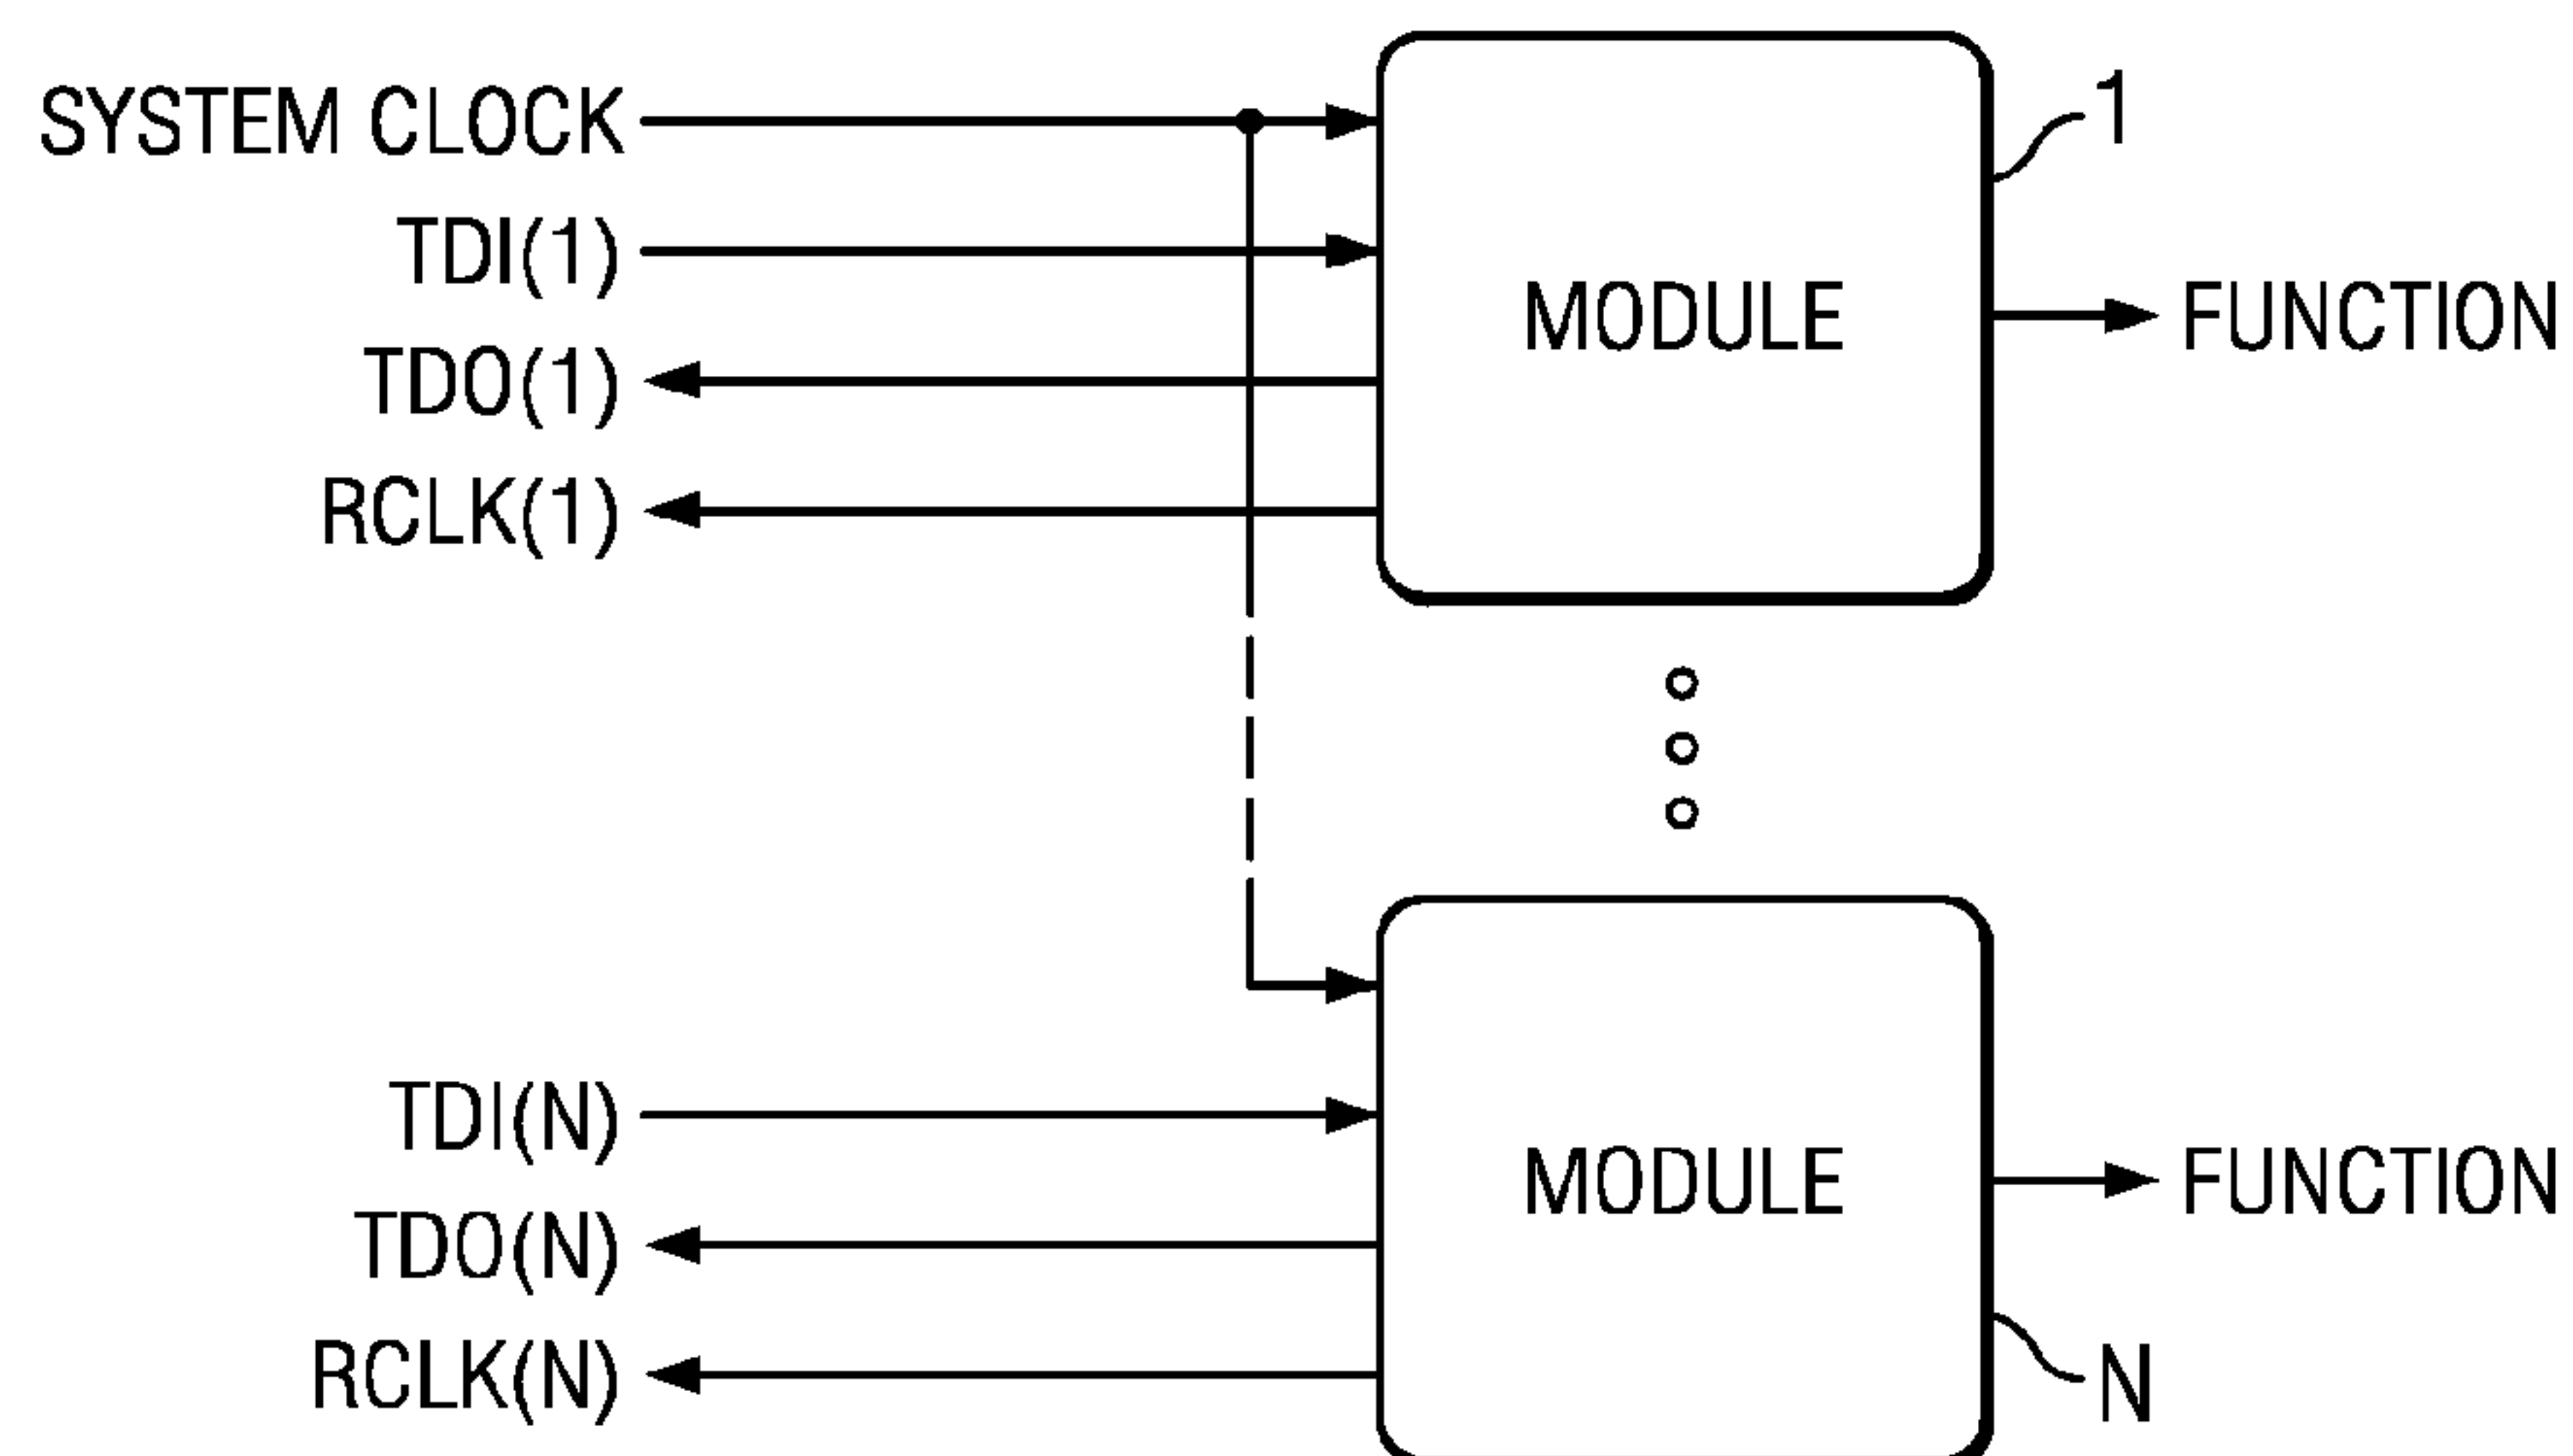 SYSTEM CLOCK
TDI(1)
TDO(1)
RCLK(1)
MODULE
1
FUNCTION
TDI(N)
TDO(N)
RCLK(N)
MODULE
FUNCTION
N